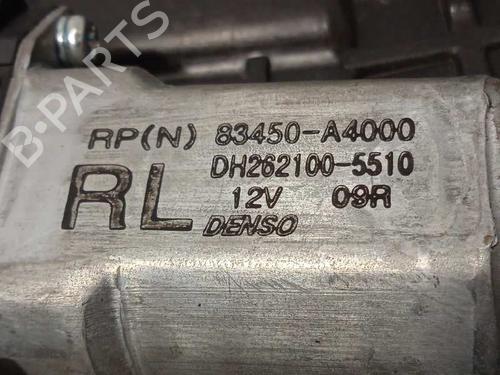 B-PARTS
RP(N) 83450-A4000
DH262100-5510
RL 12V 09R
DENSO